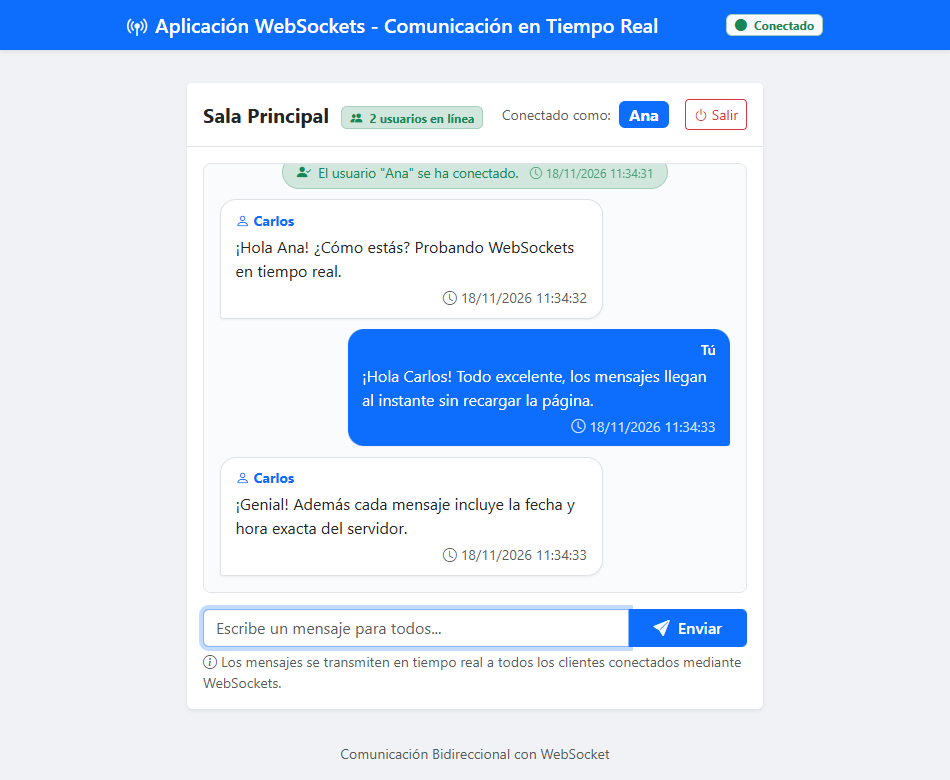 Aplicación WebSockets - Comunicación en Tiempo Real
Conectado
Sala Principal
2 usuarios en línea
Conectado como:
Ana
Salir
El usuario "Ana" se ha conectado.
18/11/2026 11:34:31
Carlos
¡Hola Ana! ¿Cómo estás? Probando WebSockets
en tiempo real.
18/11/2026 11:34:32
Tú
¡Hola Carlos! Todo excelente, los mensajes llegan
al instante sin recargar la página.
18/11/2026 11:34:33
Carlos
¡Genial! Además cada mensaje incluye la fecha y
hora exacta del servidor.
18/11/2026 11:34:33
Escribe un mensaje para todos...
Enviar
Los mensajes se transmiten en tiempo real a todos los clientes conectados mediante
WebSockets.
Comunicación Bidireccional con WebSocket